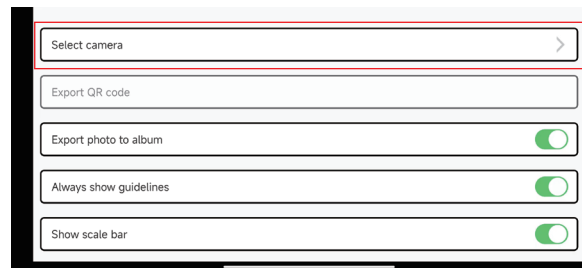 Select camera
Export QR code
Export photo to album
Always show guidelines
Show scale bar